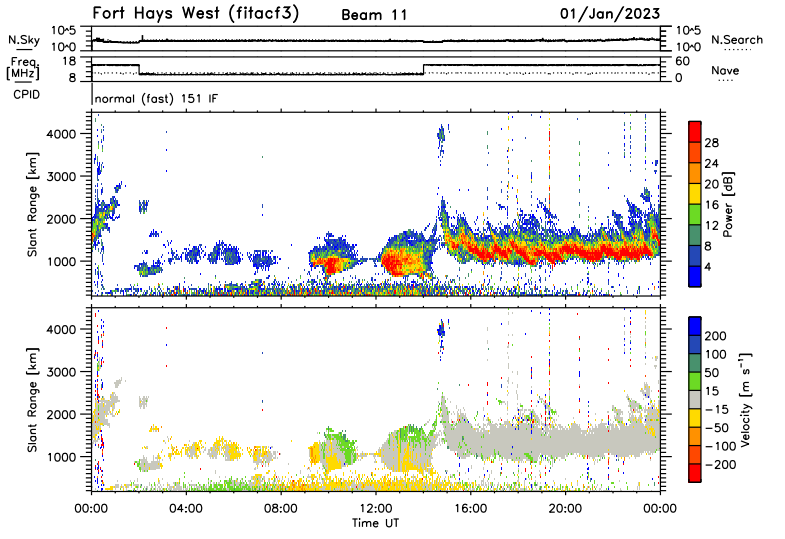 Fort Hays West (fitacf3) Beam 11 01/Jan/2023
N.Sky 10^5 10^0 10^5 10^0 N.Search
Freq. [MHz] 18 8 60 0 Nave
CPID normal (fast) 151 IF
Slant Range [km] 4000 3000 2000 1000
Power [dB] 28 24 20 16 12 8 4
Slant Range [km] 4000 3000 2000 1000
Velocity [m s⁻¹] 200 100 50 15 −15 −50 −100 −200
00:00 04:00 08:00 12:00 16:00 20:00 00:00
Time UT